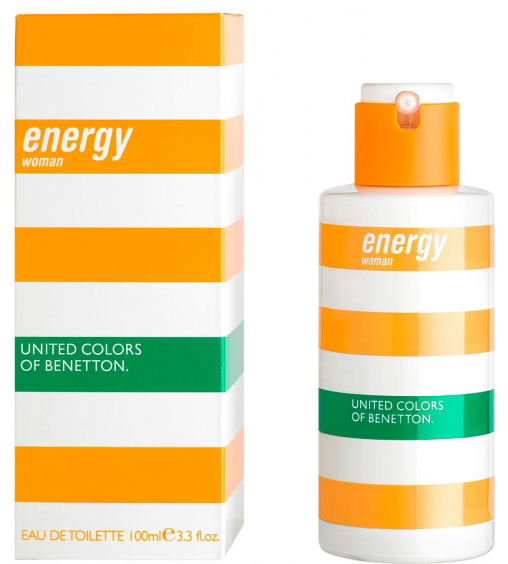 energy
woman
UNITED COLORS
OF BENETTON.
EAU DE TOILETTE 100ml℮3.3 fl.oz.
energy
woman
UNITED COLORS
OF BENETTON.